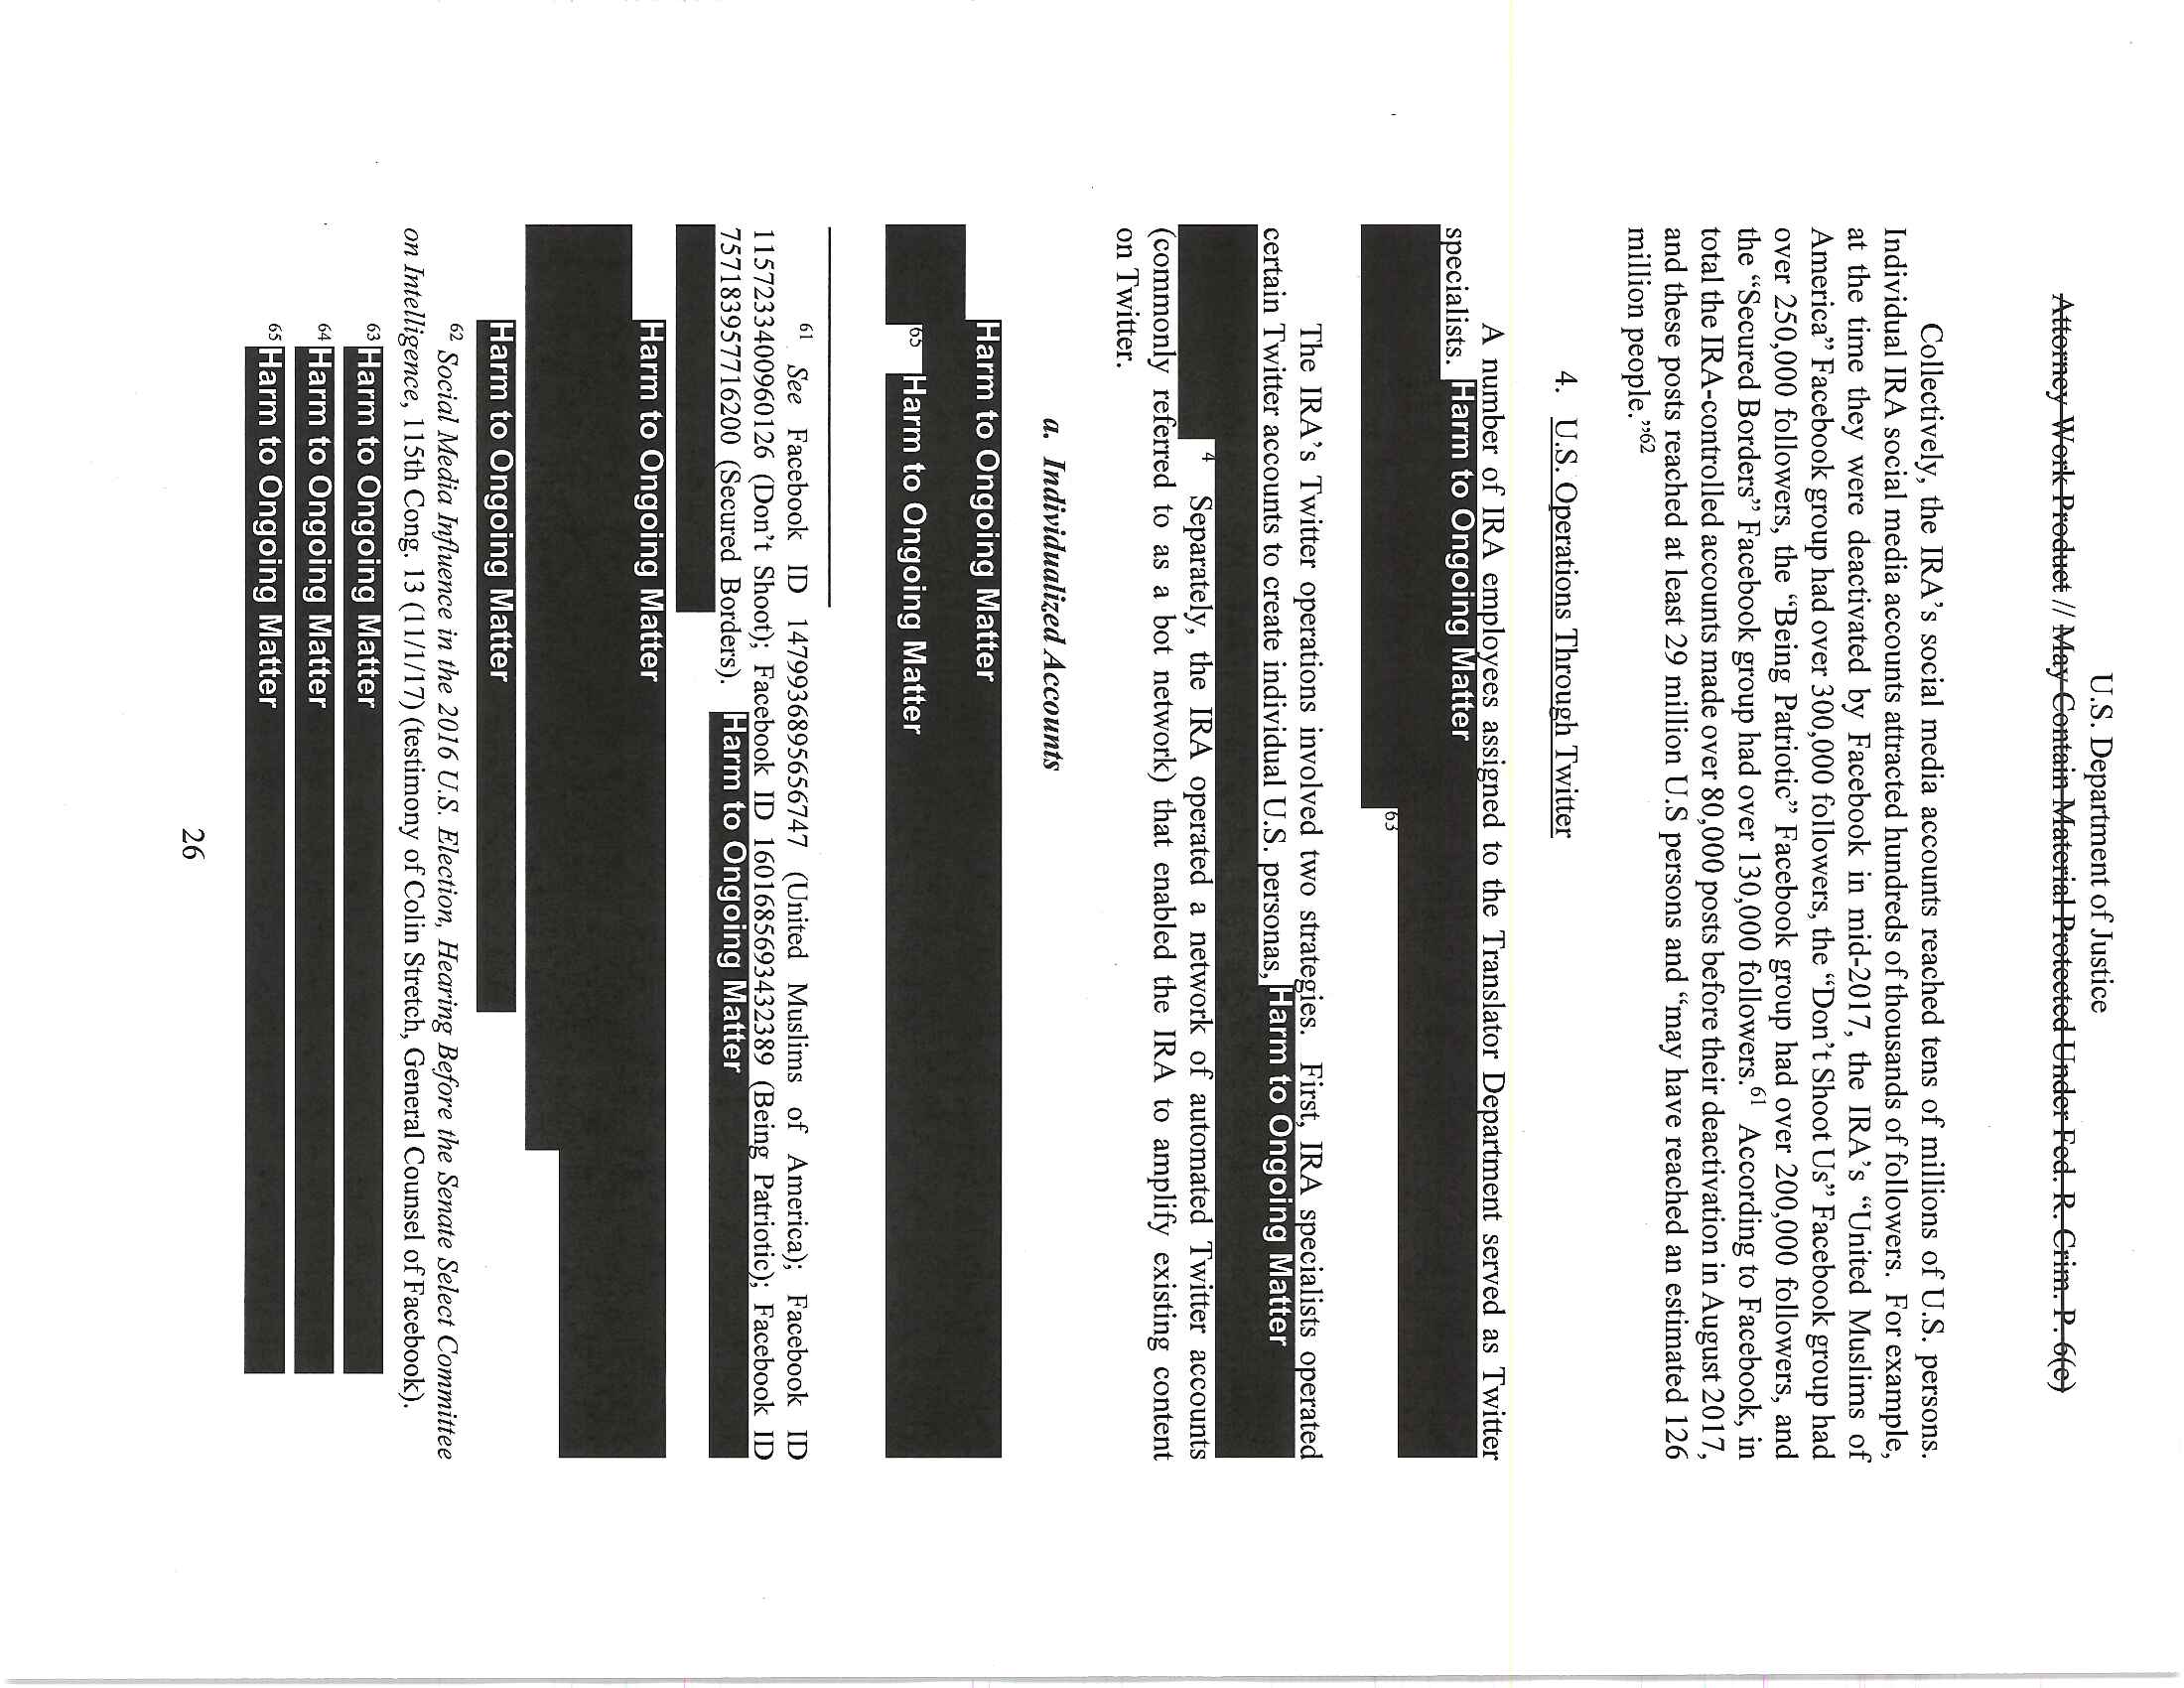 U.S. Department of Justice
Attorney Work Product // May Contain Material Protected Under Fed. R. Crim. P. 6(e)
Collectively, the IRA's social media accounts reached tens of millions of U.S. persons.
Individual IRA social media accounts attracted hundreds of thousands of followers. For example,
at the time they were deactivated by Facebook in mid-2017, the IRA's "United Muslims of
America" Facebook group had over 300,000 followers, the "Don't Shoot Us" Facebook group had
over 250,000 followers, the "Being Patriotic" Facebook group had over 200,000 followers, and
the "Secured Borders" Facebook group had over 130,000 followers.61 According to Facebook, in
total the IRA-controlled accounts made over 80,000 posts before their deactivation in August 2017,
and these posts reached at least 29 million U.S persons and "may have reached an estimated 126
million people."62
4. U.S. Operations Through Twitter
A number of IRA employees assigned to the Translator Department served as Twitter
specialists. Harm to Ongoing Matter
63
The IRA's Twitter operations involved two strategies. First, IRA specialists operated
certain Twitter accounts to create individual U.S. personas, Harm to Ongoing Matter
4 Separately, the IRA operated a network of automated Twitter accounts
(commonly referred to as a bot network) that enabled the IRA to amplify existing content
on Twitter.
a. Individualized Accounts
Harm to Ongoing Matter
65 Harm to Ongoing Matter
61 See Facebook ID 1479936895656747 (United Muslims of America); Facebook ID
1157233400960126 (Don't Shoot); Facebook ID 1601685693432389 (Being Patriotic); Facebook ID
757183957716200 (Secured Borders). Harm to Ongoing Matter
Harm to Ongoing Matter
Harm to Ongoing Matter
62 Social Media Influence in the 2016 U.S. Election, Hearing Before the Senate Select Committee
on Intelligence, 115th Cong. 13 (11/1/17) (testimony of Colin Stretch, General Counsel of Facebook).
63 Harm to Ongoing Matter
64 Harm to Ongoing Matter
65 Harm to Ongoing Matter
26